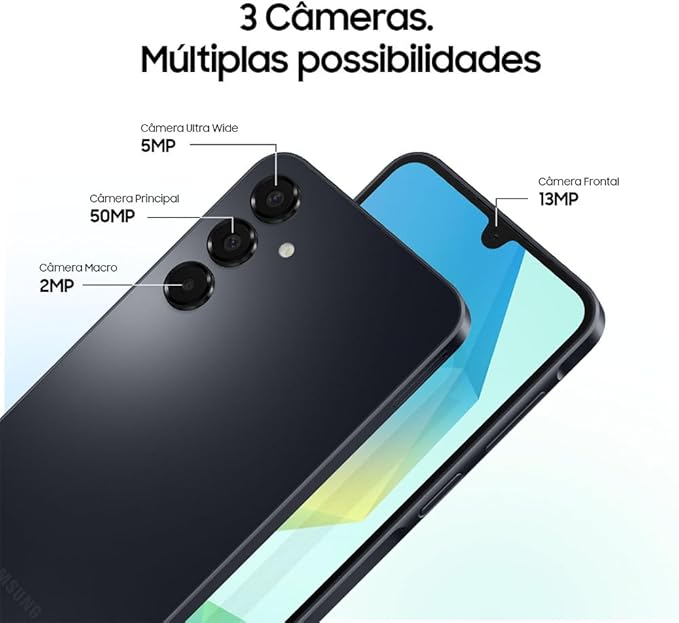 3 Câmeras.
Múltiplas possibilidades
Câmera Ultra Wide
5MP
Câmera Principal
50MP
Câmera Macro
2MP
Câmera Frontal
13MP